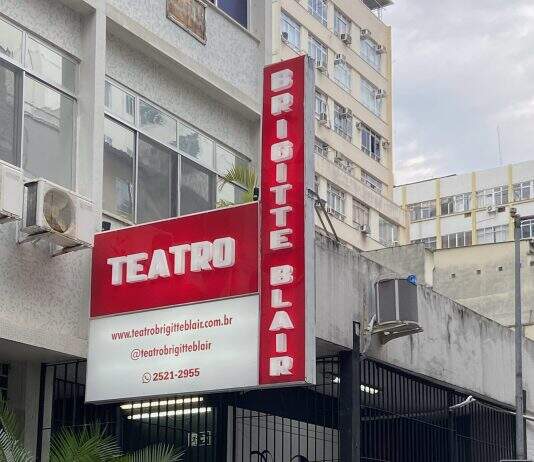 TEATRO
BRIGITTE BLAIR
www.teatrobrigitteblair.com.br
@teatrobrigitteblair
2521-2955